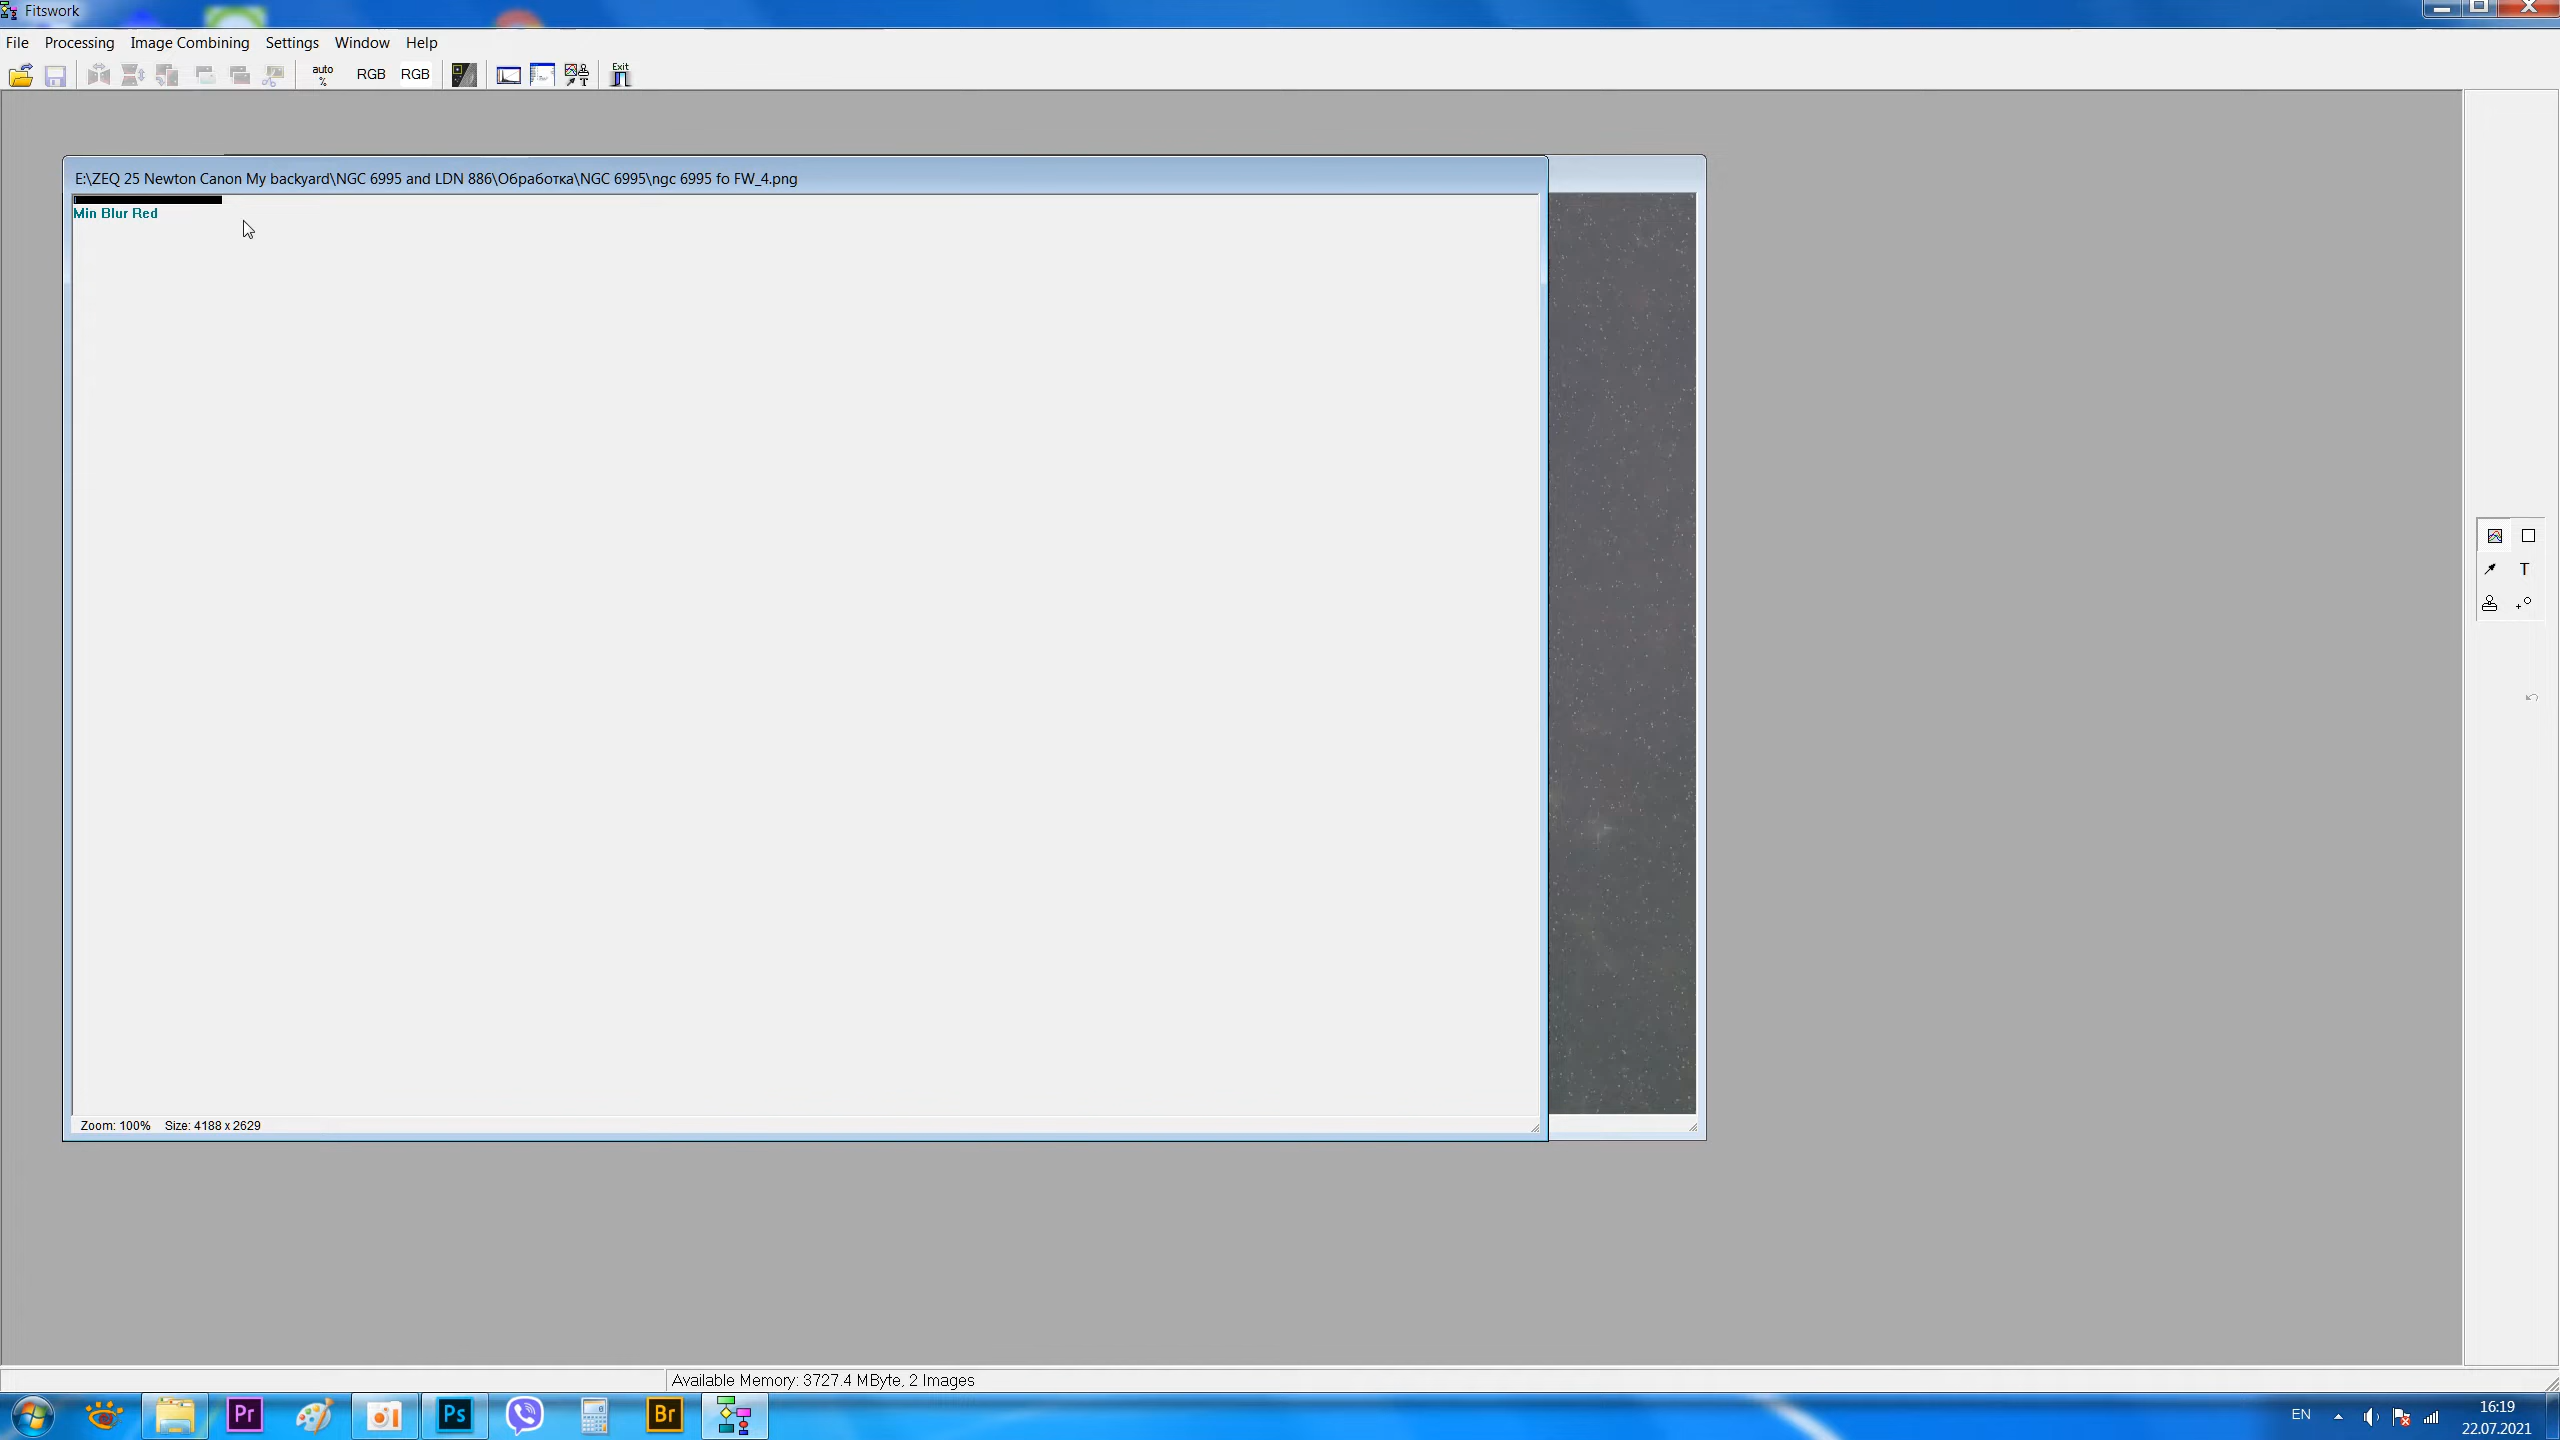 Fitswork
File Processing Image Combining Settings Window Help
auto % RGB RGB Exit
E:\ZEQ 25 Newton Canon My backyard\NGC 6995 and LDN 886\Обработка\NGC 6995\ngc 6995 fo FW_4.png
Min Blur Red
T
Zoom: 100% Size: 4188 x 2629
Available Memory: 3727.4 MByte, 2 Images
Pr Ps Br EN 16:19
22.07.2021